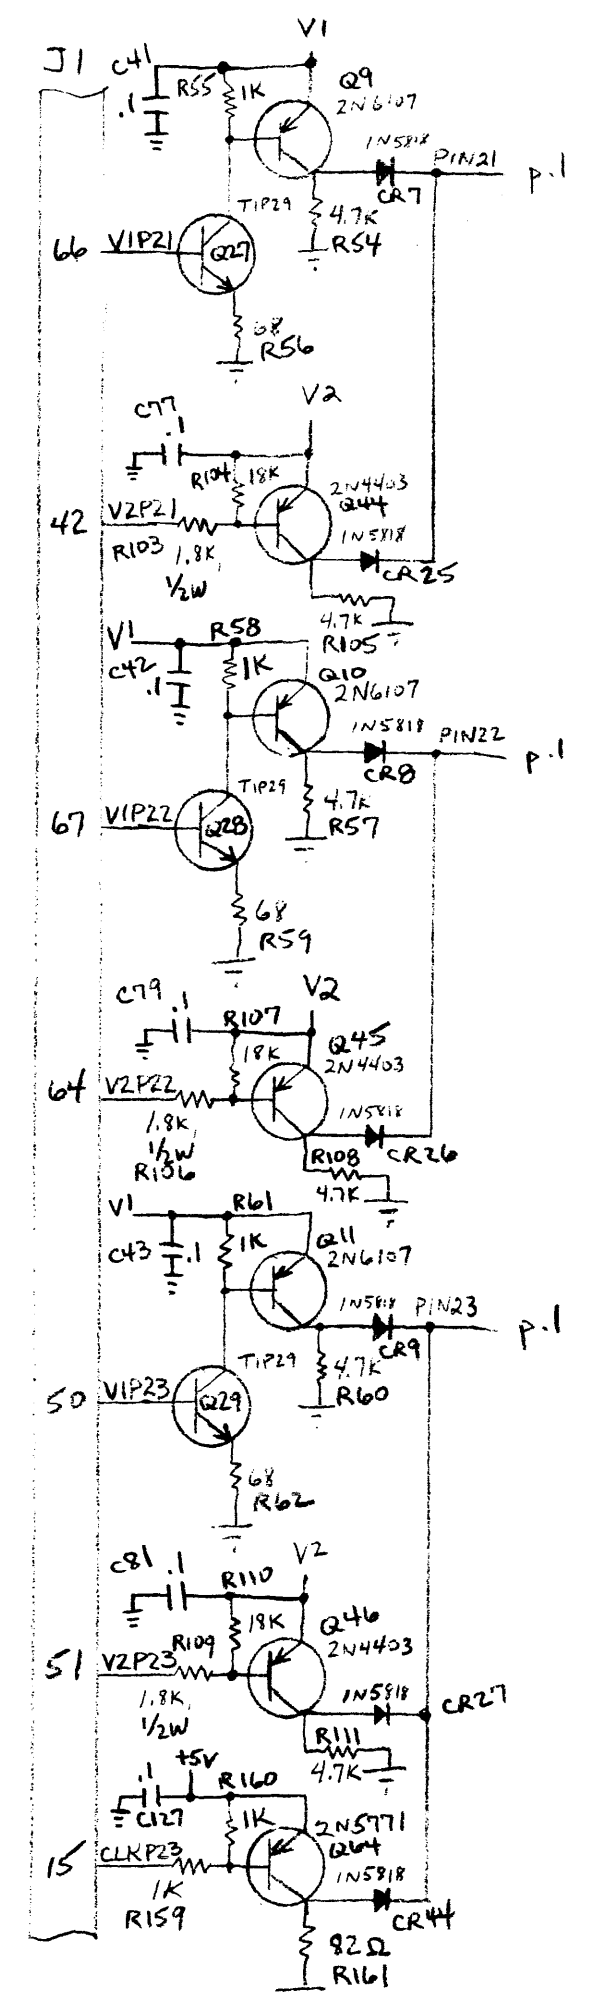 V1
J1 C41
R55 1K Q9
2N6107
.1
1N5818 PIN21
p.1
CR7
TIP29 4.7K
66 V1P21 Q27 R54
68
R56
C77 V2
.1
R104 18K 2N4403
42 V2P21 Q44
R103 1.8K, 1N5818
1/2W CR25
4.7K
V1 R58 R105
C42 1K Q10
.1 2N6107
1N5818 PIN22
p.1
CR8
TIP29 4.7K
67 V1P22 Q28 R57
68
R59
C79 .1 V2
R107 Q45
18K 2N4403
64 V2P22
1.8K, 1N5818
1/2W R108 CR26
R106 4.7K
V1 R61
C43 .1 1K Q11
2N6107
1N5818 PIN23
p.1
CR9
TIP29 4.7K
50 V1P23 Q29 R60
68
R62
C81 .1 V2
R110
18K Q46
R109 2N4403
51 V2P23
1.8K, 1N5818 CR27
1/2W R111
4.7K
.1 +5V R160
C127 1K 2N5771
Q64
15 CLKP23
1K 1N5818
R159 CR44
82Ω
R161